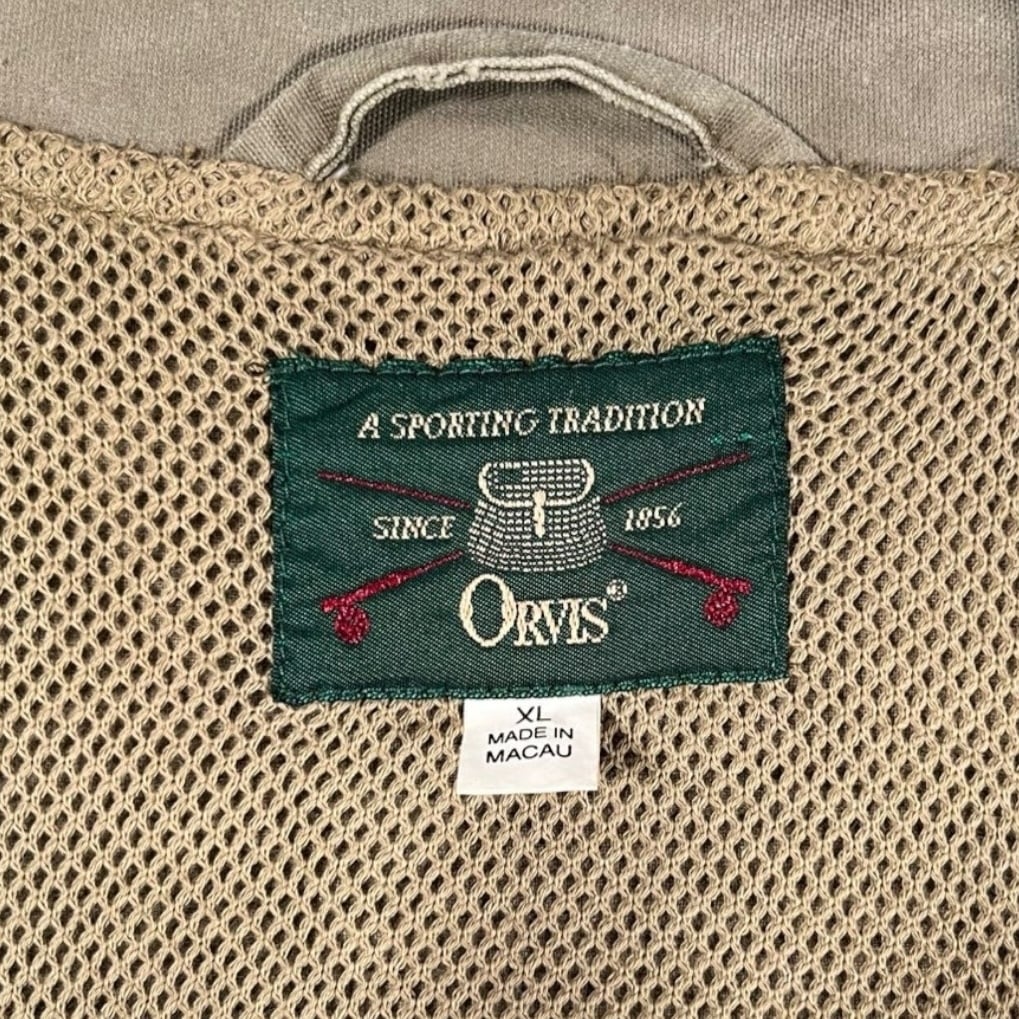 A SPORTING TRADITION
SINCE 1856
ORVIS®
XL
MADE IN
MACAU